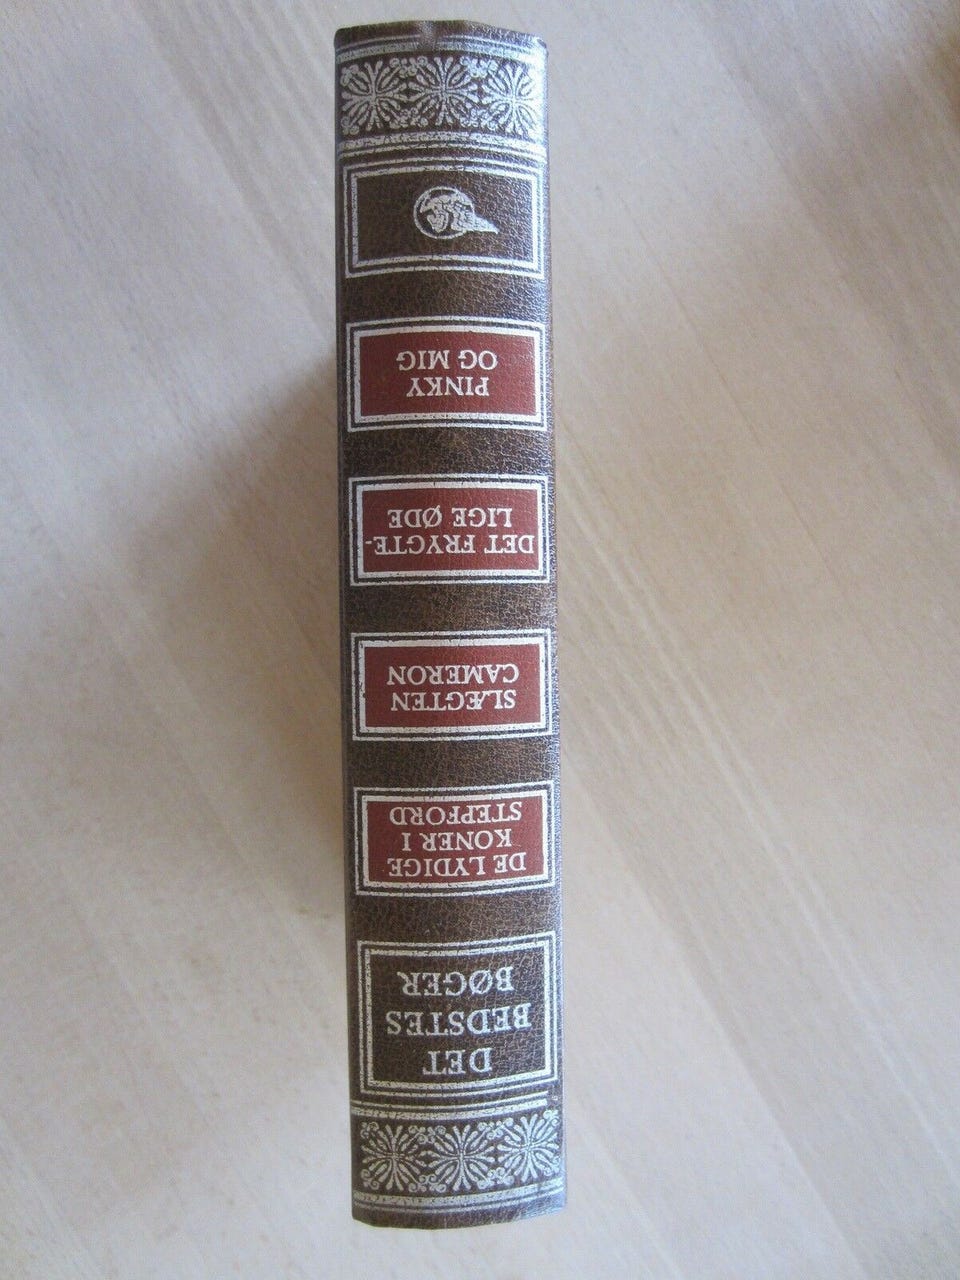 DET
BEDSTES
BØGER
DE LYDIGE
KONER I
STEPFORD
SLÆGTEN
CAMERON
DET FRYGTE-
LIGE ØDE
PINKY
OG MIG